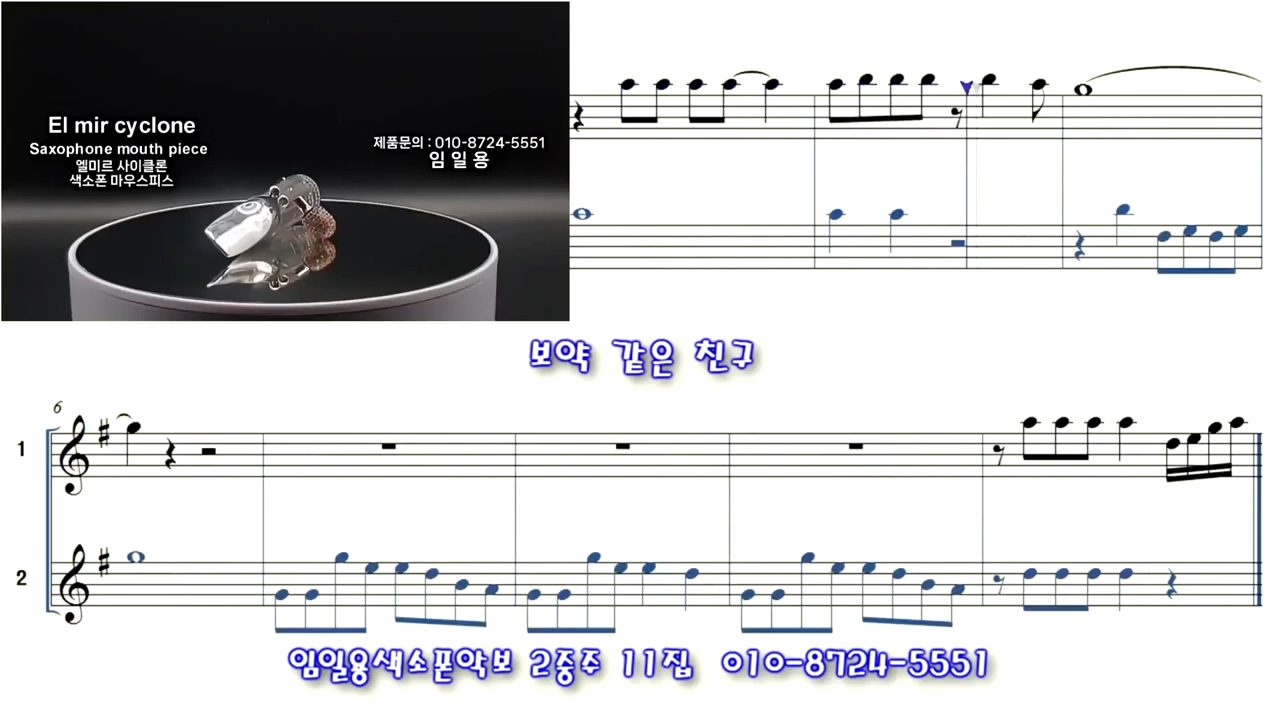 El mir cyclone
Saxophone mouth piece
엘미르 사이클론
색소폰 마우스피스
제품문의 : 010-8724-5551
임 일 용
보약 같은 친구
6
1
2
임일용색소폰악보 2중주 11집 010-8724-5551